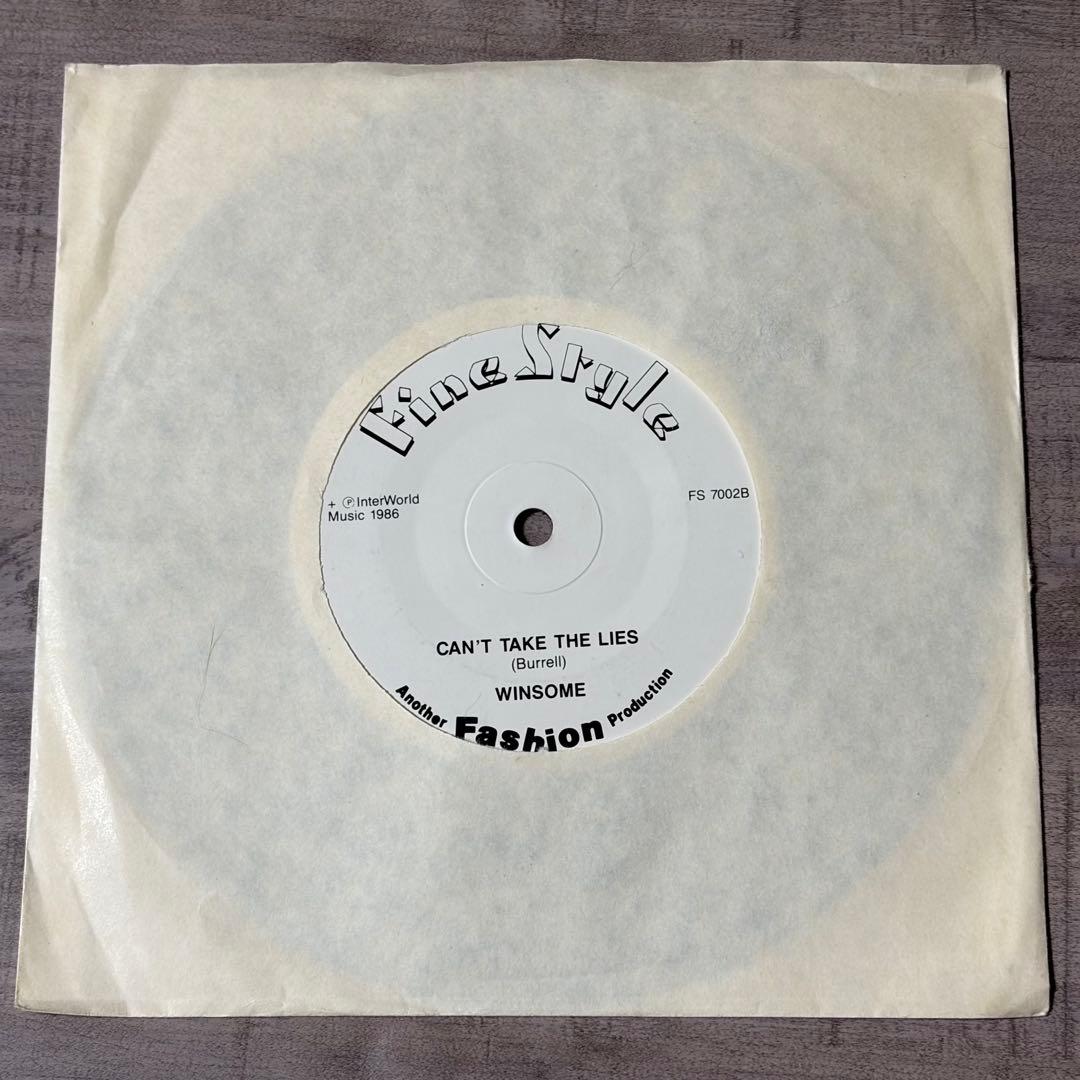 Fine Style
+ ℗ InterWorld
Music 1986
FS 7002B
CAN'T TAKE THE LIES
(Burrell)
WINSOME
Another Fashion Production